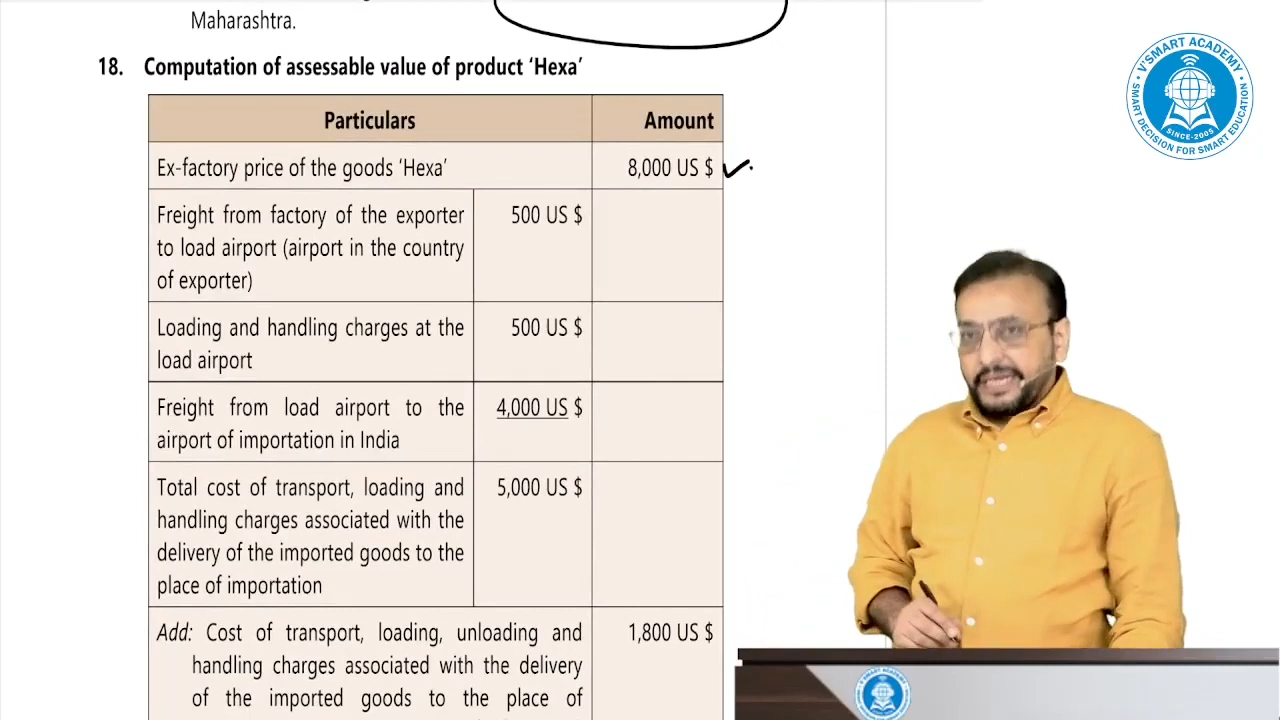 Maharashtra.
18. Computation of assessable value of product ‘Hexa’
Particulars Amount
Ex-factory price of the goods ‘Hexa’ 8,000 US $
Freight from factory of the exporter 500 US $
to load airport (airport in the country
of exporter)
Loading and handling charges at the 500 US $
load airport
Freight from load airport to the 4,000 US $
airport of importation in India
Total cost of transport, loading and 5,000 US $
handling charges associated with the
delivery of the imported goods to the
place of importation
Add: Cost of transport, loading, unloading and 1,800 US $
handling charges associated with the delivery
of the imported goods to the place of
V'SMART ACADEMY
SMART DECISION FOR SMART EDUCATION
SINCE-2005